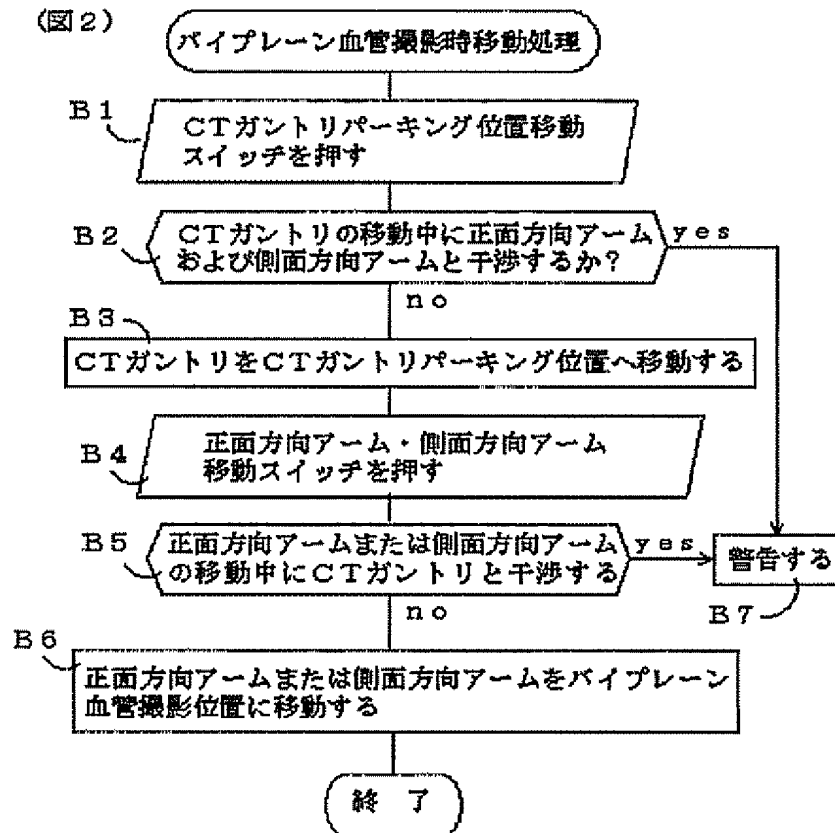 (図2)
バイプレーン血管撮影時移動処理
B1
CTガントリパーキング位置移動
スイッチを押す
B2
CTガントリの移動中に正面方向アーム
および側面方向アームと干渉するか?
yes
no
B3
CTガントリをCTガントリパーキング位置へ移動する
B4
正面方向アーム・側面方向アーム
移動スイッチを押す
B5
正面方向アームまたは側面方向アーム
の移動中にCTガントリと干渉する
yes
警告する
B7
no
B6
正面方向アームまたは側面方向アームをバイプレーン
血管撮影位置に移動する
終 了